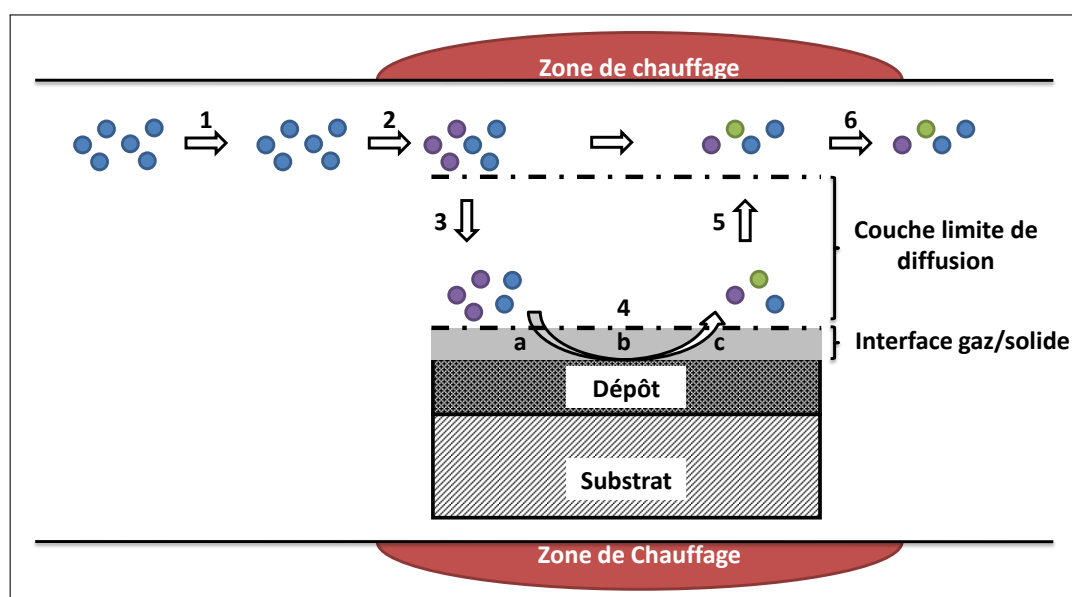 Zone de chauffage
1
2
6
3
5
Couche limite de
diffusion
4
a
b
c
Interface gaz/solide
Dépôt
Substrat
Zone de Chauffage